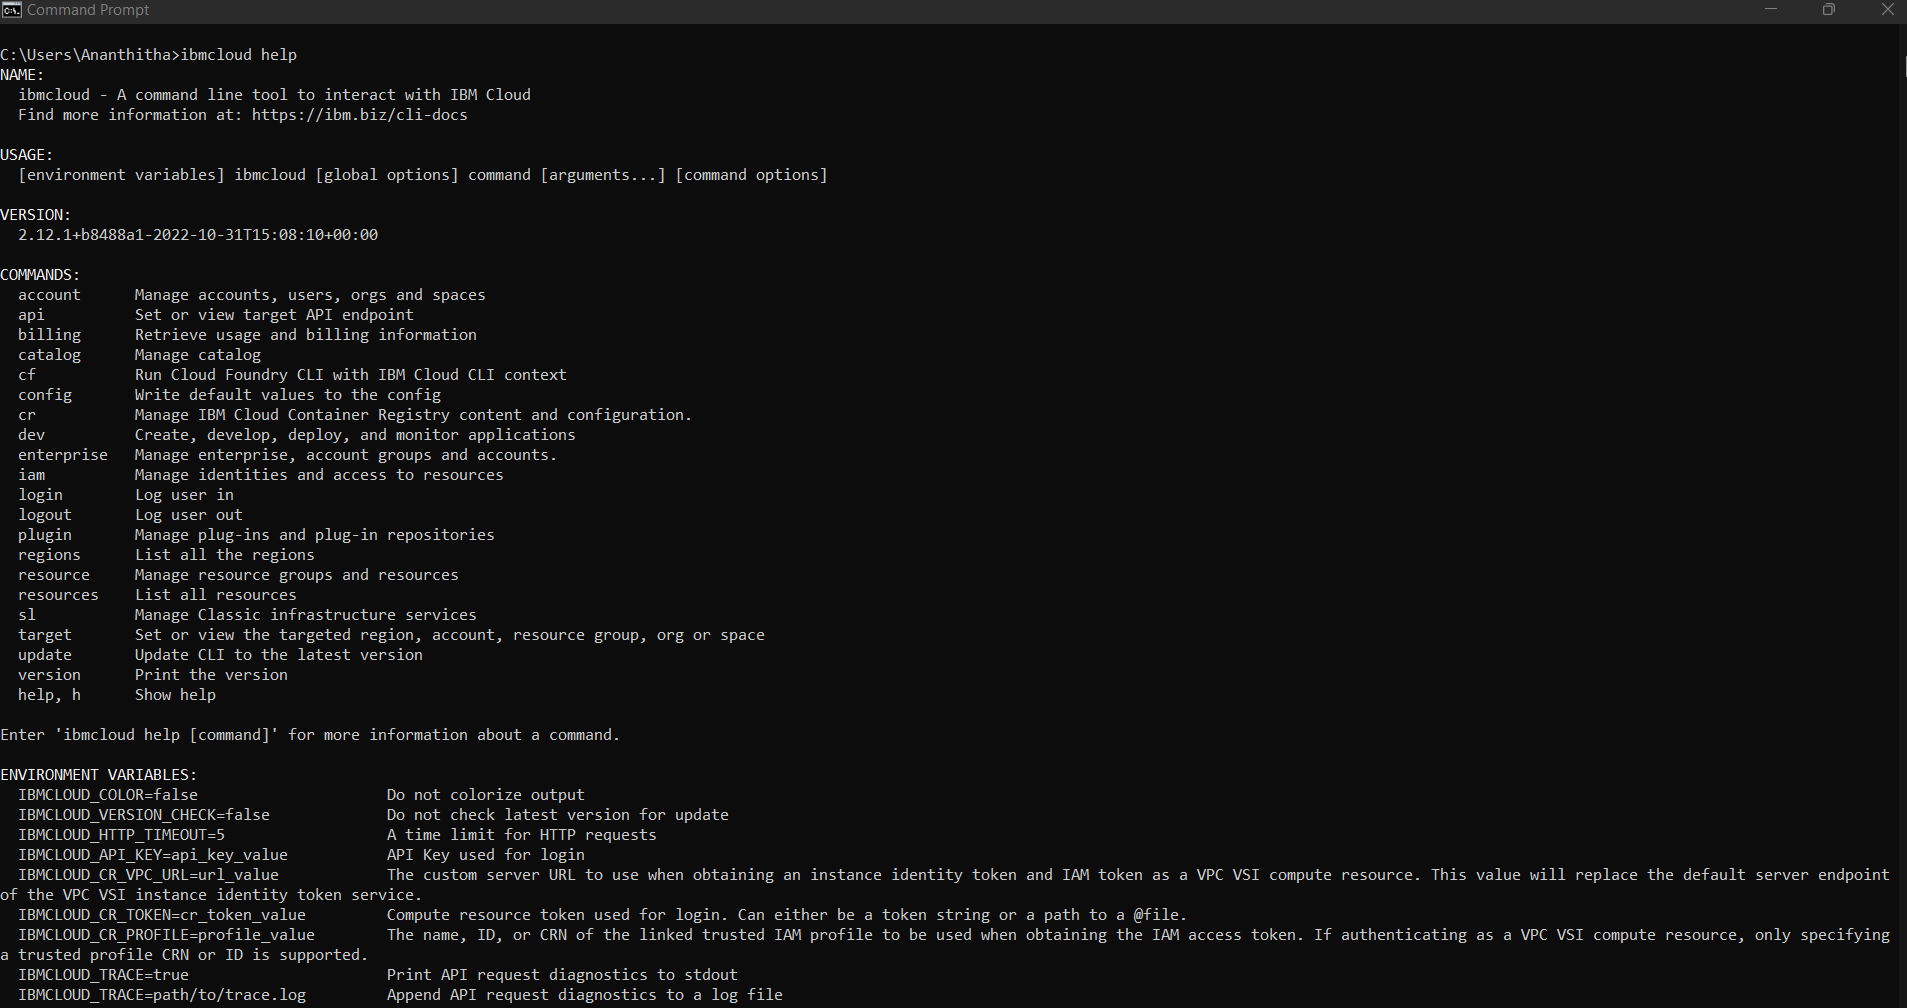 Command Prompt
C:\Users\Ananthitha>ibmcloud help
NAME:
  ibmcloud - A command line tool to interact with IBM Cloud
  Find more information at: https://ibm.biz/cli-docs

USAGE:
  [environment variables] ibmcloud [global options] command [arguments...] [command options]

VERSION:
  2.12.1+b8488a1-2022-10-31T15:08:10+00:00

COMMANDS:
  account      Manage accounts, users, orgs and spaces
  api          Set or view target API endpoint
  billing      Retrieve usage and billing information
  catalog      Manage catalog
  cf           Run Cloud Foundry CLI with IBM Cloud CLI context
  config       Write default values to the config
  cr           Manage IBM Cloud Container Registry content and configuration.
  dev          Create, develop, deploy, and monitor applications
  enterprise   Manage enterprise, account groups and accounts.
  iam          Manage identities and access to resources
  login        Log user in
  logout       Log user out
  plugin       Manage plug-ins and plug-in repositories
  regions      List all the regions
  resource     Manage resource groups and resources
  resources    List all resources
  sl           Manage Classic infrastructure services
  target       Set or view the targeted region, account, resource group, org or space
  update       Update CLI to the latest version
  version      Print the version
  help, h      Show help

Enter 'ibmcloud help [command]' for more information about a command.

ENVIRONMENT VARIABLES:
  IBMCLOUD_COLOR=false                     Do not colorize output
  IBMCLOUD_VERSION_CHECK=false             Do not check latest version for update
  IBMCLOUD_HTTP_TIMEOUT=5                  A time limit for HTTP requests
  IBMCLOUD_API_KEY=api_key_value           API Key used for login
  IBMCLOUD_CR_VPC_URL=url_value            The custom server URL to use when obtaining an instance identity token and IAM token as a VPC VSI compute resource. This value will replace the default server endpoint
of the VPC VSI instance identity token service.
  IBMCLOUD_CR_TOKEN=cr_token_value         Compute resource token used for login. Can either be a token string or a path to a @file.
  IBMCLOUD_CR_PROFILE=profile_value        The name, ID, or CRN of the linked trusted IAM profile to be used when obtaining the IAM access token. If authenticating as a VPC VSI compute resource, only specifying
a trusted profile CRN or ID is supported.
  IBMCLOUD_TRACE=true                      Print API request diagnostics to stdout
  IBMCLOUD_TRACE=path/to/trace.log         Append API request diagnostics to a log file